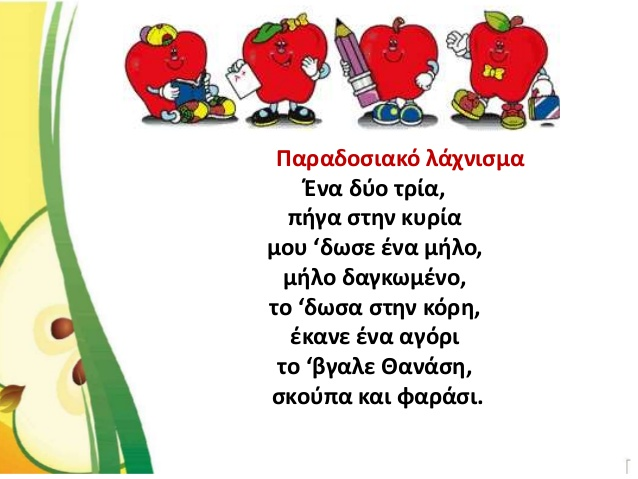 Παραδοσιακό λάχνισμα
Ένα δύο τρία,
πήγα στην κυρία
μου ‘δωσε ένα μήλο,
μήλο δαγκωμένο,
το ‘δωσα στην κόρη,
έκανε ένα αγόρι
το ‘βγαλε Θανάση,
σκούπα και φαράσι.